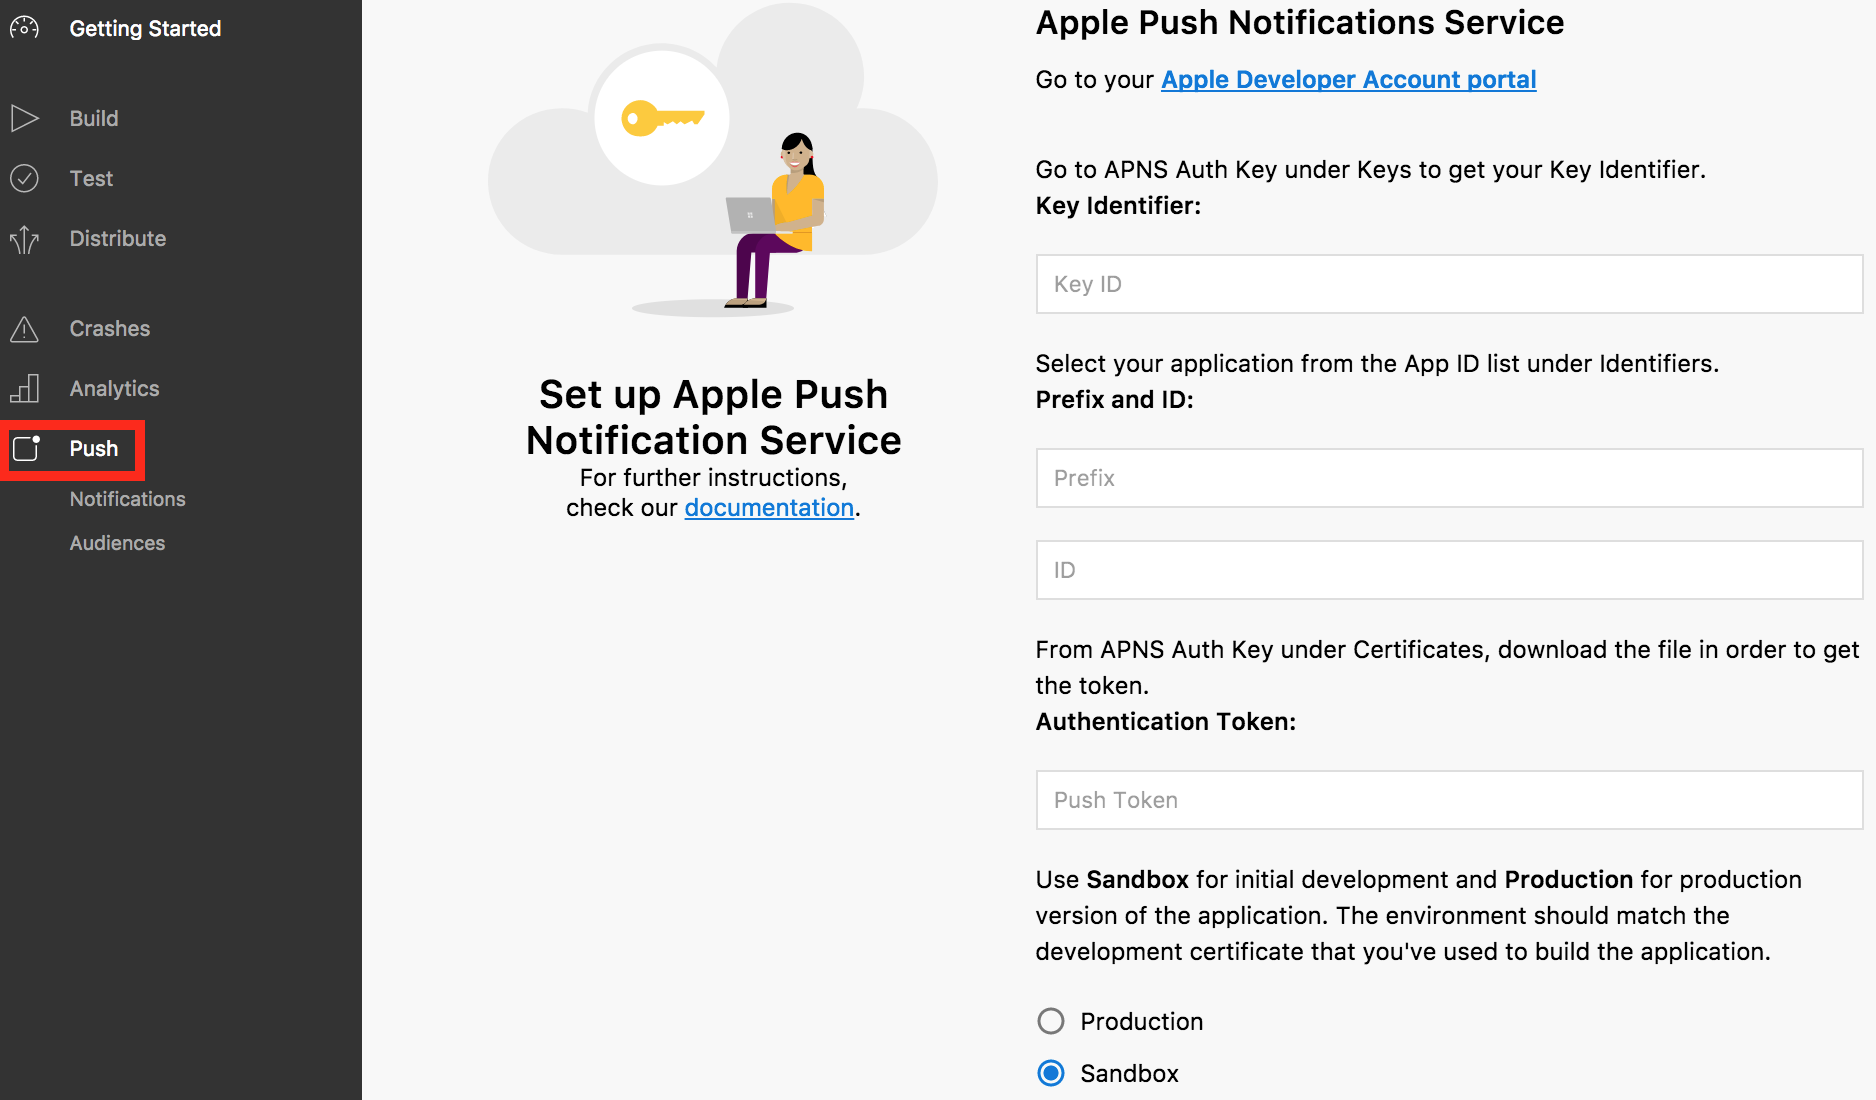 Getting Started
Build
Test
Distribute
Crashes
Analytics
Push
Notifications
Audiences
Set up Apple Push
Notification Service
For further instructions,
check our documentation.
Apple Push Notifications Service
Go to your Apple Developer Account portal
Go to APNS Auth Key under Keys to get your Key Identifier.
Key Identifier:
Key ID
Select your application from the App ID list under Identifiers.
Prefix and ID:
Prefix
ID
From APNS Auth Key under Certificates, download the file in order to get
the token.
Authentication Token:
Push Token
Use Sandbox for initial development and Production for production
version of the application. The environment should match the
development certificate that you've used to build the application.
Production
Sandbox